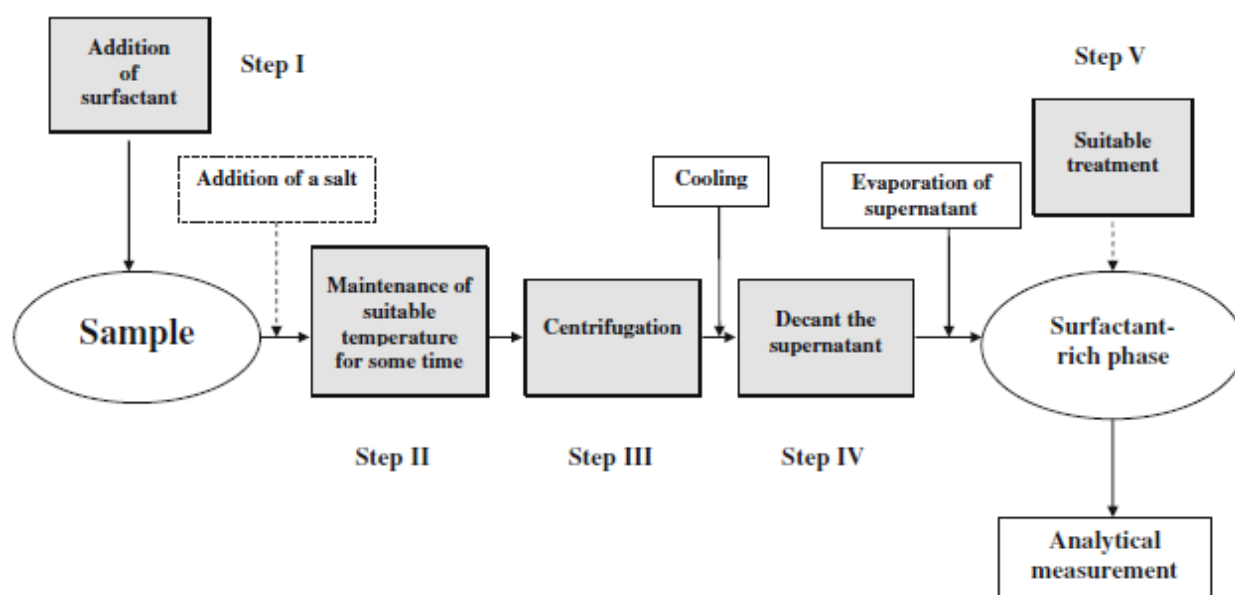 Addition
of
surfactant
Step I
Step V
Suitable
treatment
Addition of a salt
Cooling
Evaporation of
supernatant
Sample
Maintenance of
suitable
temperature
for some time
Centrifugation
Decant the
supernatant
Surfactant-
rich phase
Step II
Step III
Step IV
Analytical
measurement